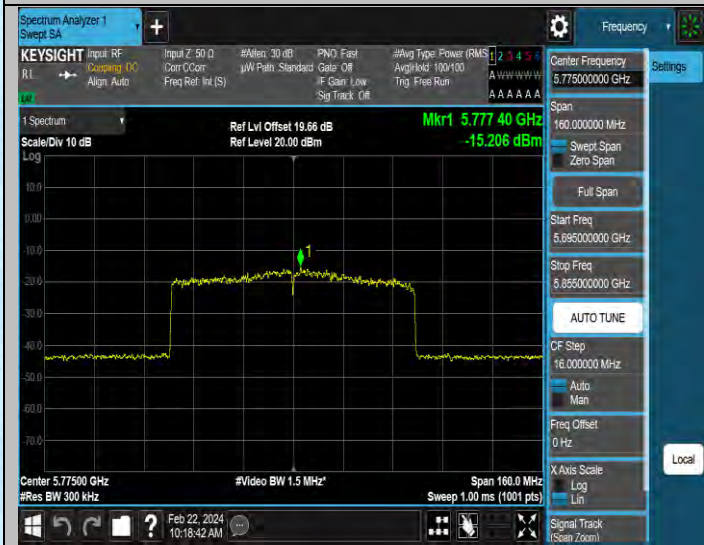 Spectrum Analyzer 1
Swept SA
+
Frequency
KEYSIGHT
RL
Input: RF
Coupling: DC
Align: Auto
Input Z: 50 Ω
Corr CCorr
Freq Ref: Int (S)
#Atten: 30 dB
µW Path: Standard
PNO: Fast
Gate: Off
IF Gain: Low
Sig Track: Off
#Avg Type: Power (RMS
Avg|Hold: 100/100
Trig: Free Run
1 2 3 4 5 6
A W W W W W
A A A A A A
1 Spectrum
Scale/Div 10 dB
Ref Lvl Offset 19.66 dB
Ref Level 20.00 dBm
Mkr1 5.777 40 GHz
-15.206 dBm
Log
10.0
0.00
-10.0
-20.0
-30.0
-40.0
-50.0
-70.0
1
Center 5.77500 GHz
#Res BW 300 kHz
#Video BW 1.5 MHz*
Span 160.0 MHz
Sweep 1.00 ms (1001 pts)
Feb 22, 2024
10:18:42 AM
?
Center Frequency
5.775000000 GHz
Settings
Span
160.000000 MHz
Swept Span
Zero Span
Full Span
Start Freq
5.695000000 GHz
Stop Freq
5.855000000 GHz
AUTO TUNE
CF Step
16.000000 MHz
Auto
Man
Freq Offset
0 Hz
X Axis Scale
Log
Lin
Signal Track
(Span Zoom)
Local